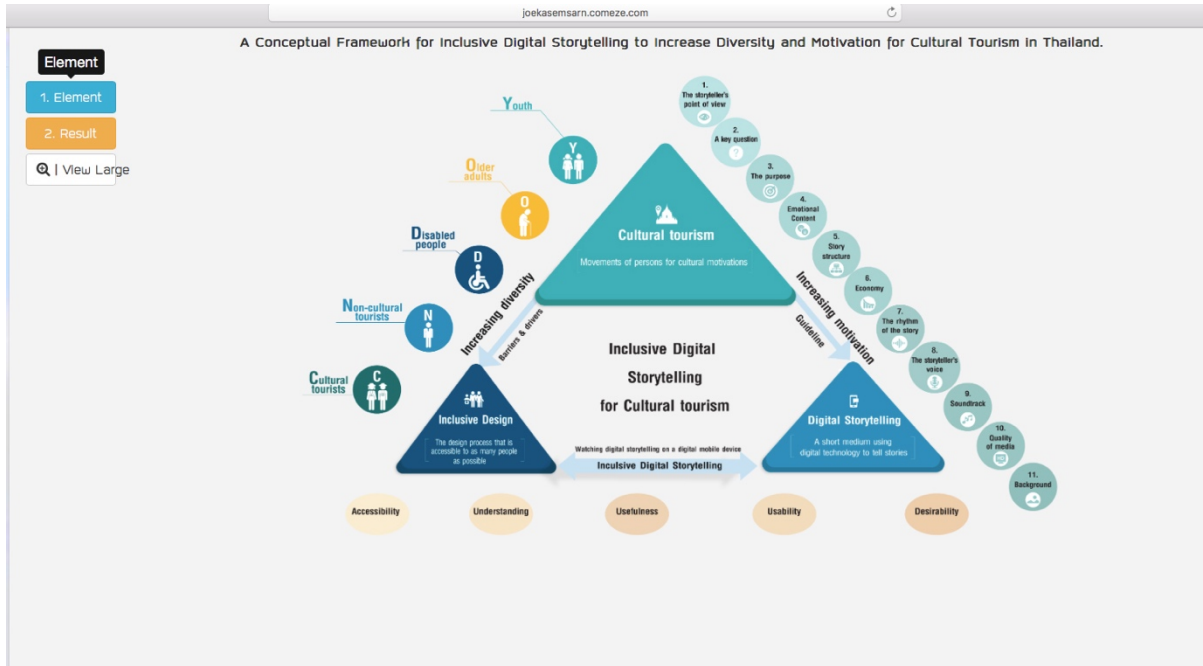 joekasemsarn.comeze.com
A Conceptual Framework for Inclusive Digital Storytelling to Increase Diversity and Motivation for Cultural Tourism in Thailand.
Element
1. Element
2. Result
| View Large
Youth
Y
Older
adults
O
Disabled
people
D
Non-cultural
tourists
N
Cultural
tourists
C
Cultural tourism
Movements of persons for cultural motivations
Increasing diversity
Barriers & drivers
Increasing motivation
Guideline
Inclusive Digital
Storytelling
for Cultural tourism
Inclusive Design
The design process that is
accessible to as many people
as possible
Watching digital storytelling on a digital mobile device
Inculsive Digital Storytelling
Digital Storytelling
A short medium using
digital technology to tell stories
1.
The storyteller's
point of view
2.
A key question
?
3.
The purpose
4.
Emotional
Content
5.
Story
structure
6.
Economy
7.
The rhythm
of the story
8.
The storyteller's
voice
9.
Soundtrack
10.
Quality
of media
11.
Background
Accessibility
Understanding
Usefulness
Usability
Desirability